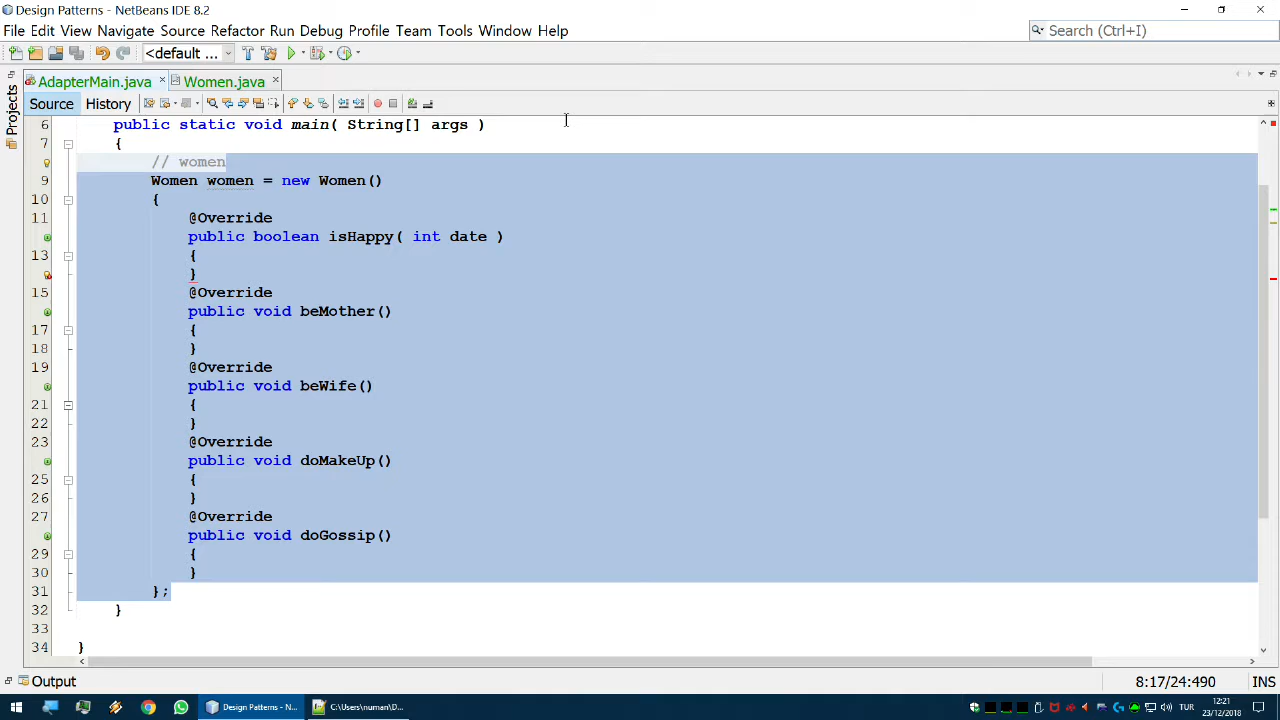 Design Patterns - NetBeans IDE 8.2
File Edit View Navigate Source Refactor Run Debug Profile Team Tools Window Help
Search (Ctrl+I)
<default ...
AdapterMain.java
Women.java
Projects
Source History
6 public static void main( String[] args )
7 {
// women
9 Women women = new Women()
10 {
11 @Override
public boolean isHappy( int date )
13 {
}
15 @Override
public void beMother()
17 {
18 }
19 @Override
public void beWife()
21 {
22 }
23 @Override
public void doMakeUp()
25 {
26 }
27 @Override
public void doGossip()
29 {
30 }
31 };
32 }
33
34 }
Output
8:17/24:490 INS
Design Patterns - N...
C:\Users\numan\D...
TUR
12:21
23/12/2018